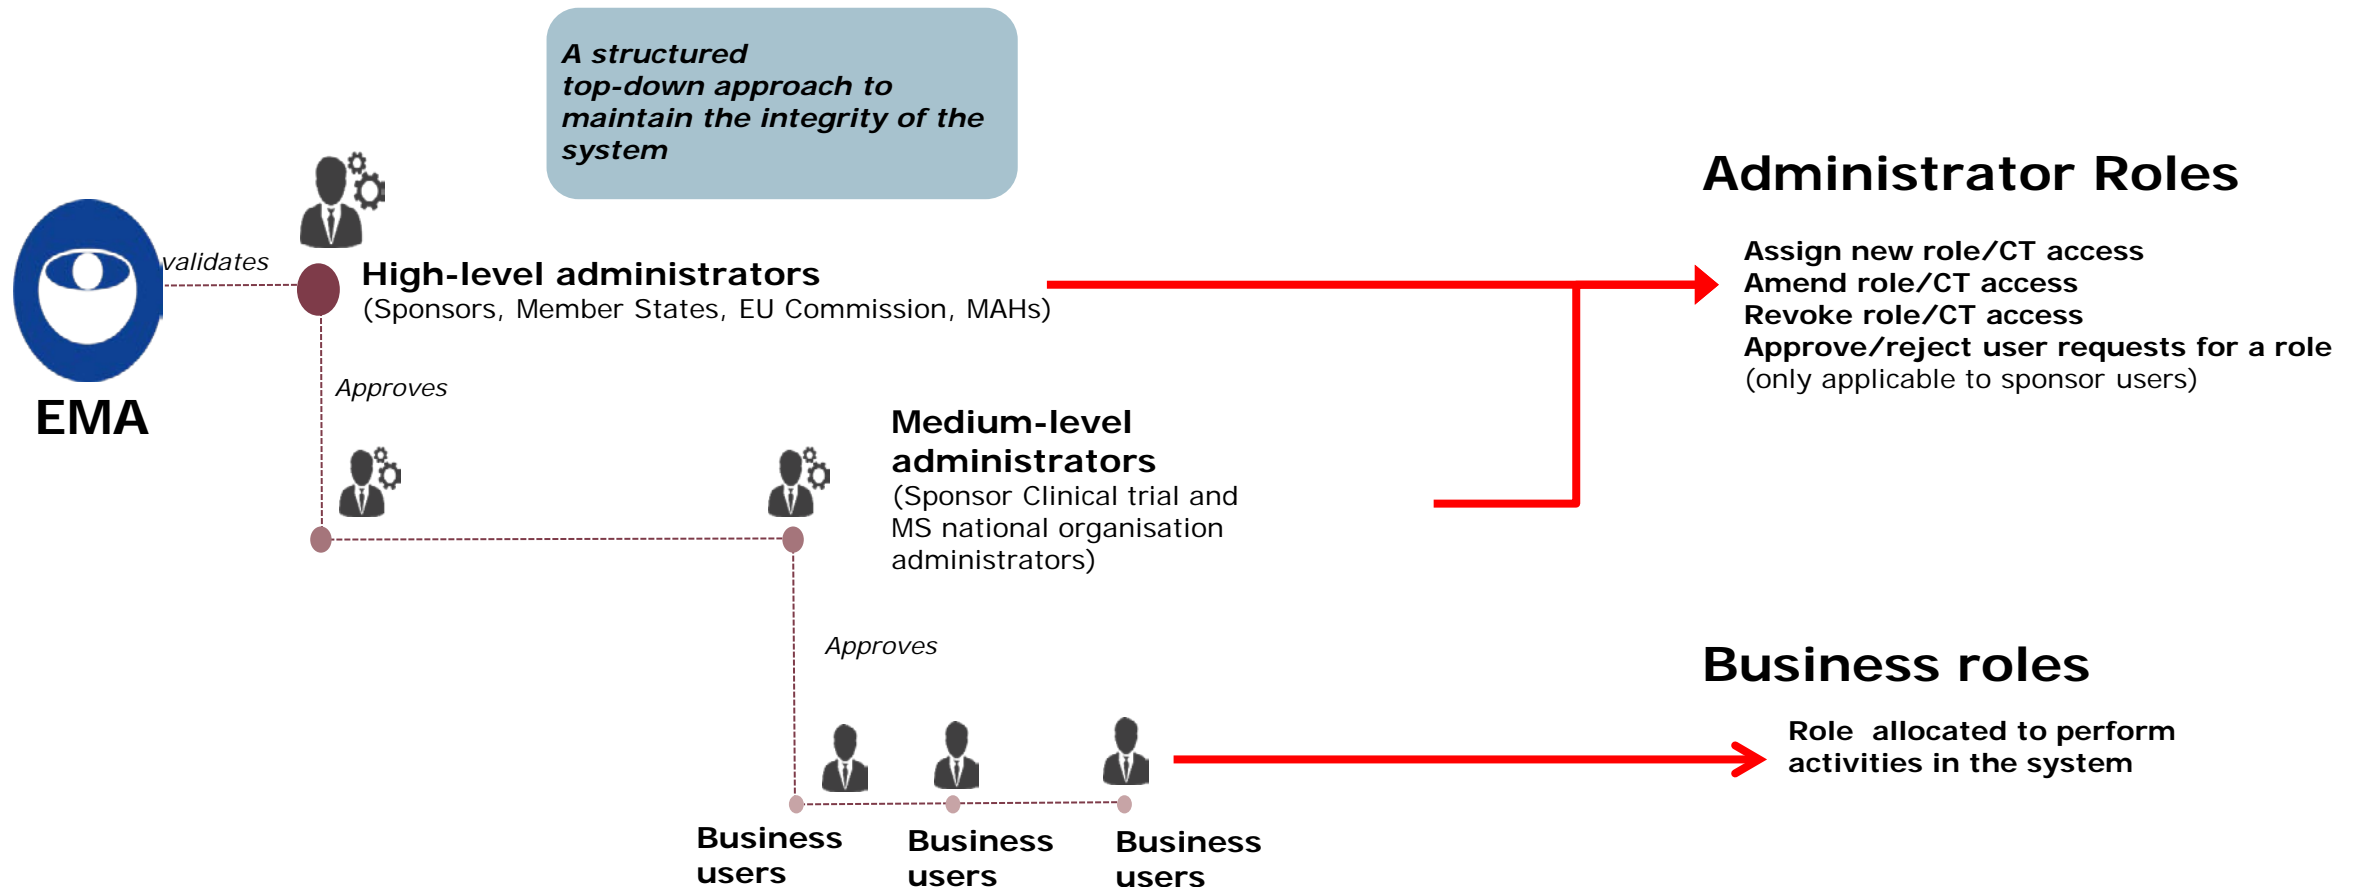 A structured
top-down approach to
maintain the integrity of the
system
Administrator Roles
validates
High-level administrators
(Sponsors, Member States, EU Commission, MAHs)
Assign new role/CT access
Amend role/CT access
Revoke role/CT access
Approve/reject user requests for a role
(only applicable to sponsor users)
EMA
Approves
Medium-level
administrators
(Sponsor Clinical trial and
MS national organisation
administrators)
Approves
Business roles
Role allocated to perform
activities in the system
Business
users
Business
users
Business
users